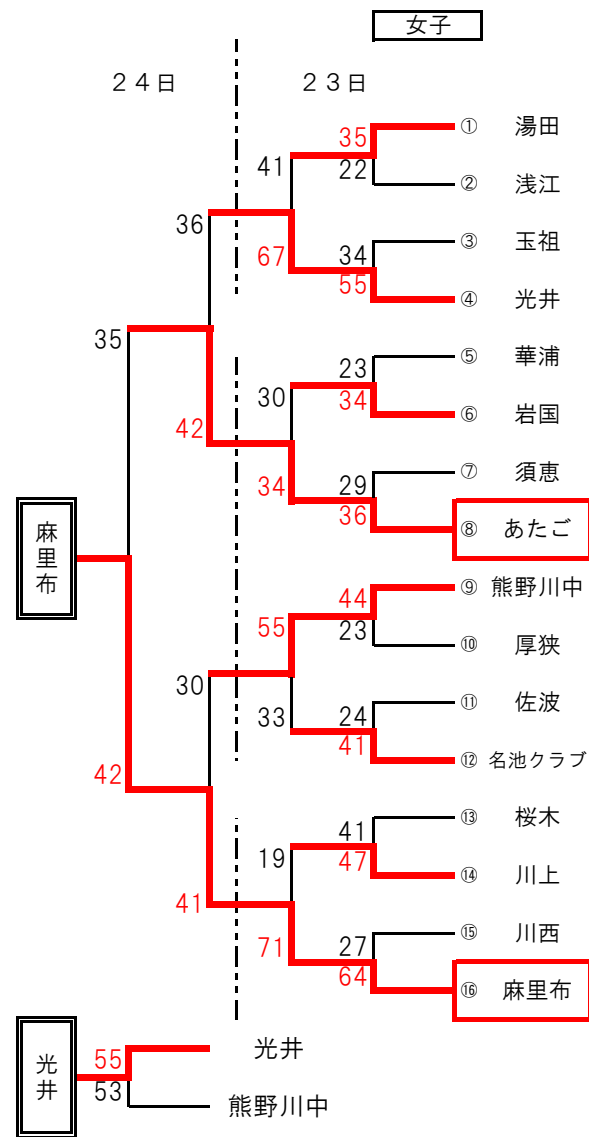 女子
２４日
２３日
35
① 湯田
41
22
② 浅江
36
34
③ 玉祖
67
55
④ 光井
35
23
⑤ 華浦
30
34
⑥ 岩国
42
29
⑦ 須恵
34
36
⑧ あたご
麻里布
44
⑨ 熊野川中
55
23
⑩ 厚狭
30
24
⑪ 佐波
33
41
⑫ 名池クラブ
42
41
⑬ 桜木
19
47
⑭ 川上
41
27
⑮ 川西
71
64
⑯ 麻里布
光井
55
光井
53
熊野川中